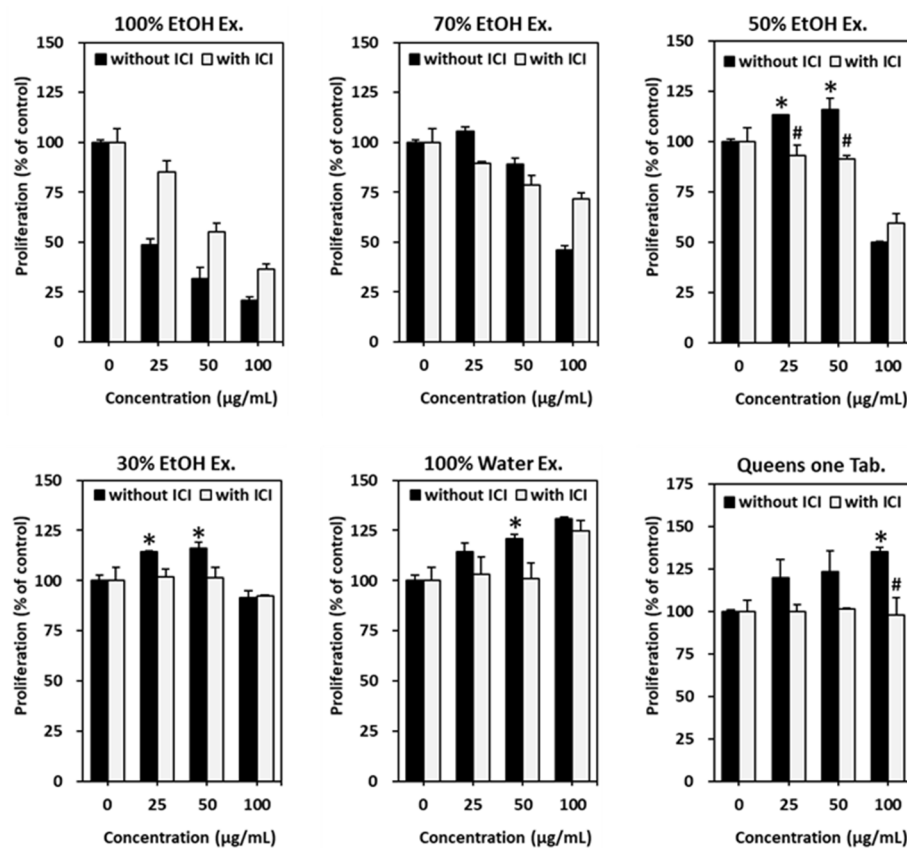 100% EtOH Ex.
150
125
100
75
50
25
0
without ICI with ICI
Proliferation (% of control)
0 25 50 100
Concentration (µg/mL)
70% EtOH Ex.
150
125
100
75
50
25
0
without ICI with ICI
Proliferation (% of control)
0 25 50 100
Concentration (µg/mL)
50% EtOH Ex.
150
125
100
75
50
25
0
without ICI with ICI
* *
# #
Proliferation (% of control)
0 25 50 100
Concentration (µg/mL)
30% EtOH Ex.
150
125
100
75
50
25
0
without ICI with ICI
* *
Proliferation (% of control)
0 25 50 100
Concentration (µg/mL)
100% Water Ex.
150
125
100
75
50
25
0
without ICI with ICI
*
Proliferation (% of control)
0 25 50 100
Concentration (µg/mL)
Queens one Tab.
175
150
125
100
75
50
25
0
without ICI with ICI
*
#
Proliferation (% of control)
0 25 50 100
Concentration (µg/mL)